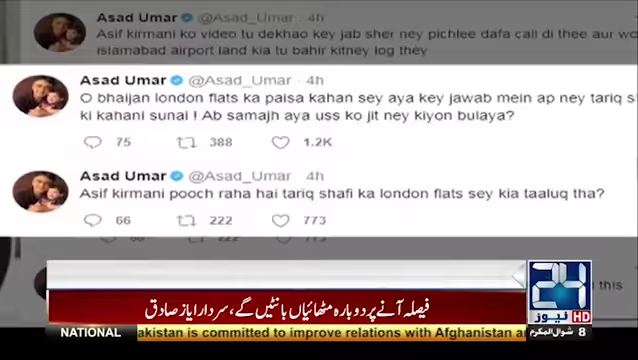 Asad Umar @Asad_Umar 4h
Asif kirmani ko video tu dekhao key jab sher ney pichlee dafa call di thee aur wo
islamabad airport land kia tu bahir kitney log they
Asad Umar @Asad_Umar · 4h
O bhaijan london flats ka paisa kahan sey aya key jawab mein ap ney tariq s
ki kahani sunai ! Ab samajh aya uss ko jit ney kiyon bulaya?
75 388 1.2K
Asad Umar @Asad_Umar · 4h
Asif kirmani pooch raha hai tariq shafi ka london flats sey kia taaluq tha?
66 222 773
this
فیصلہ آنے پر دوبارہ مٹھائیاں بانٹیں گے، سردار ایاز صادق
24
نیوز HD
NATIONAL akistan is committed to improve relations with Afghanistan a
8 شوال المکرم